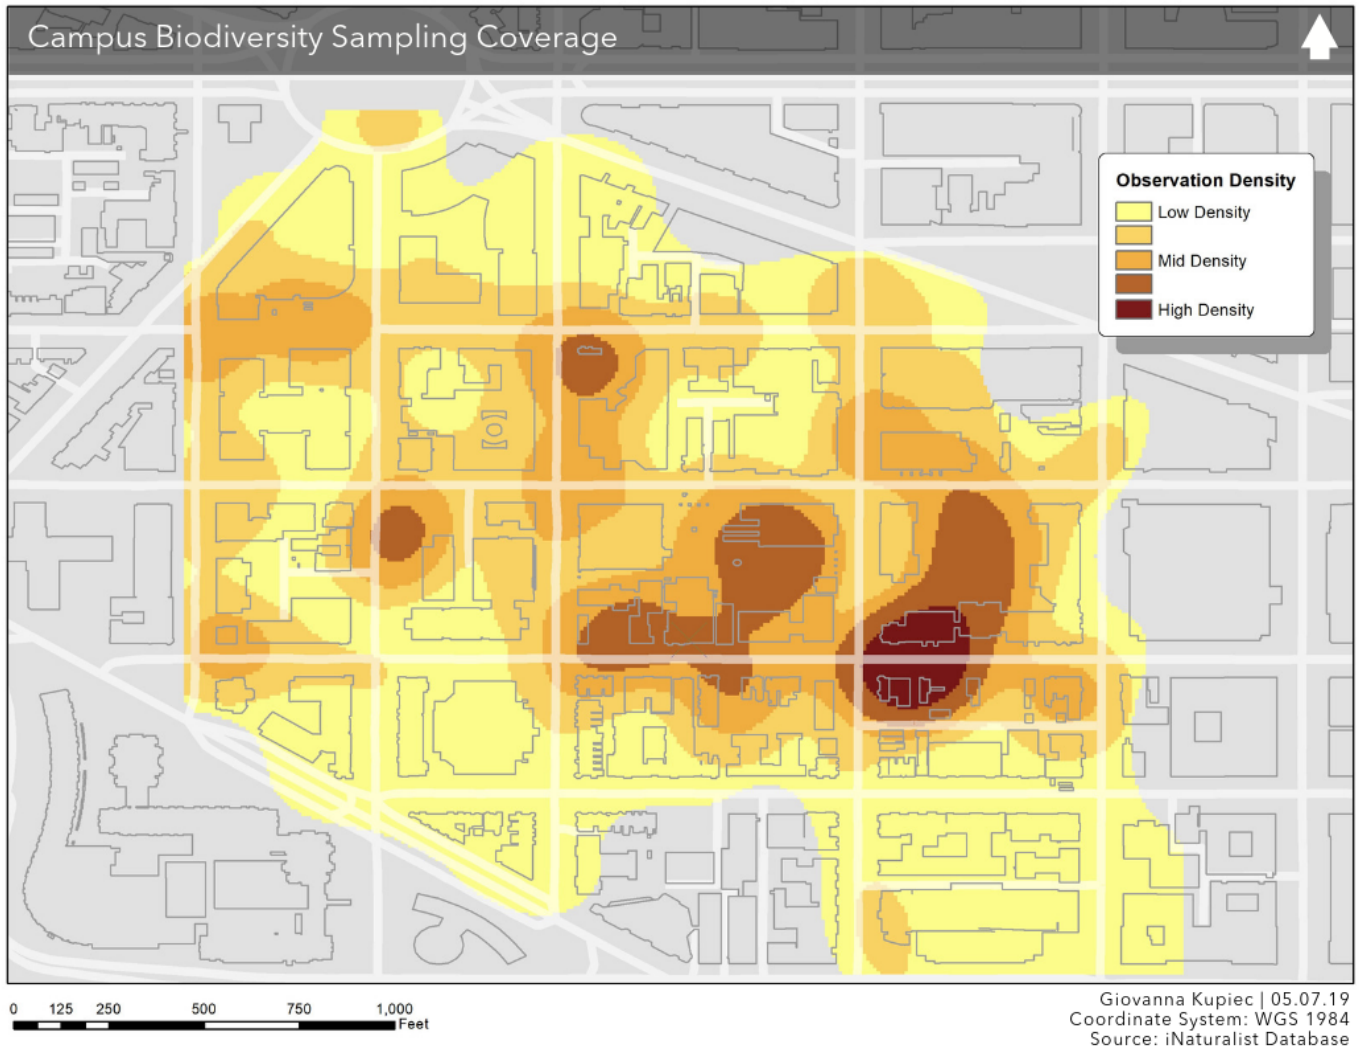 Campus Biodiversity Sampling Coverage
Observation Density
Low Density
Mid Density
High Density
0 125 250 500 750 1,000
Feet
Giovanna Kupiec | 05.07.19
Coordinate System: WGS 1984
Source: iNaturalist Database